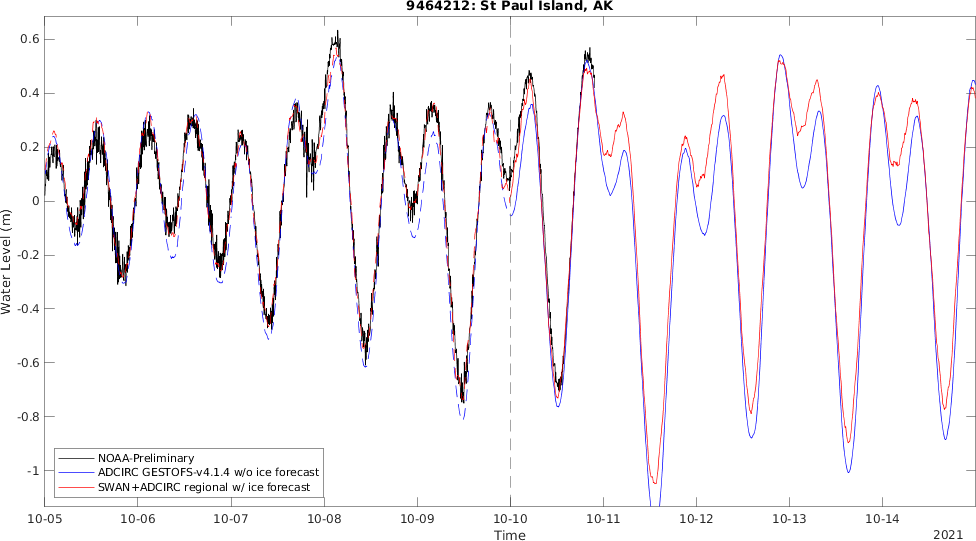 9464212: St Paul Island, AK
0.6
0.4
0.2
0
-0.2
-0.4
-0.6
-0.8
-1
Water Level (m)
NOAA-Preliminary
ADCIRC GESTOFS-v4.1.4 w/o ice forecast
SWAN+ADCIRC regional w/ ice forecast
10-05 10-06 10-07 10-08 10-09 10-10 10-11 10-12 10-13 10-14
Time
2021